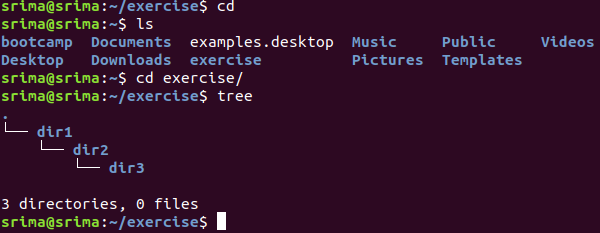 srima@srima:~/exercise$ cd
srima@srima:~$ ls
bootcamp  Documents  examples.desktop  Music     Public     Videos
Desktop   Downloads  exercise          Pictures  Templates
srima@srima:~$ cd exercise/
srima@srima:~/exercise$ tree
.
└── dir1
    └── dir2
        └── dir3

3 directories, 0 files
srima@srima:~/exercise$